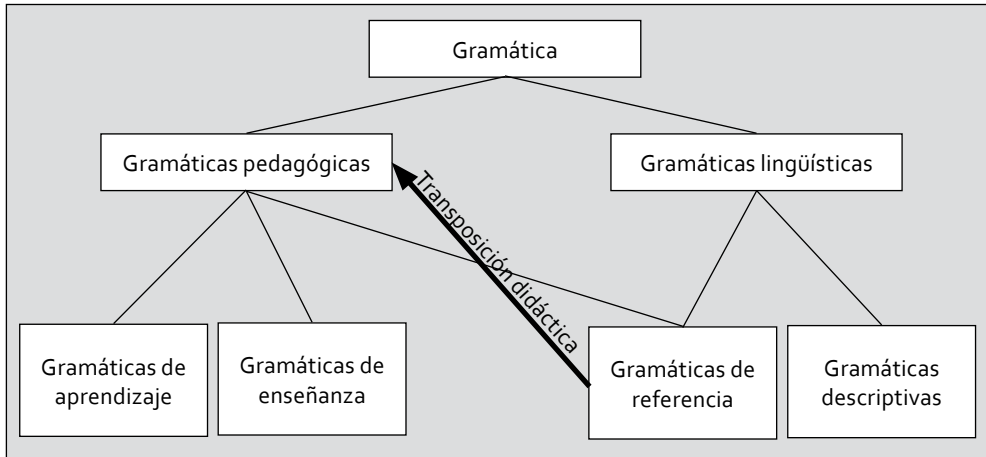 Gramática
Gramáticas pedagógicas
Gramáticas lingüísticas
Transposición didáctica
Gramáticas de
aprendizaje
Gramáticas de
enseñanza
Gramáticas de
referencia
Gramáticas
descriptivas